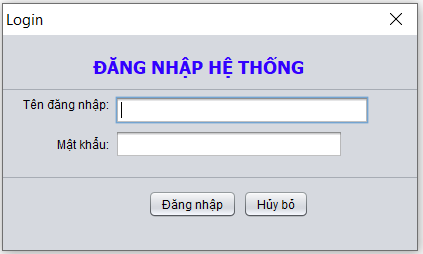 Login
ĐĂNG NHẬP HỆ THỐNG
Tên đăng nhập:
Mật khẩu:
Đăng nhập Hủy bỏ